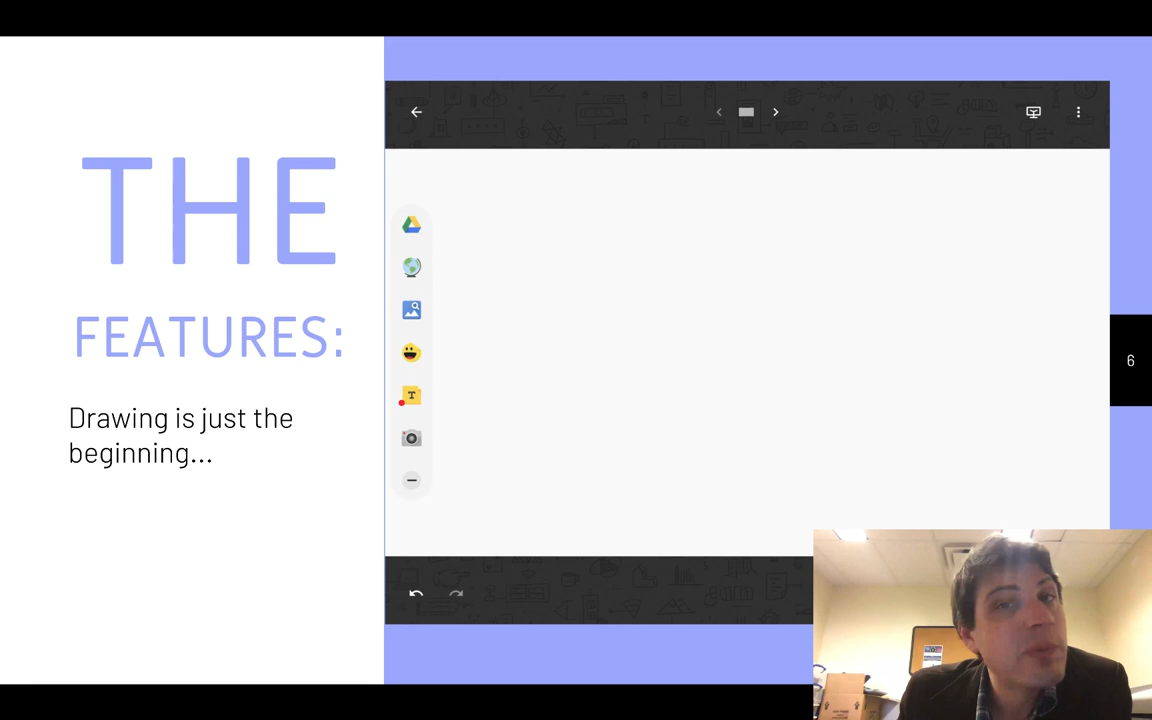 THE
FEATURES:
Drawing is just the
beginning...
T
6